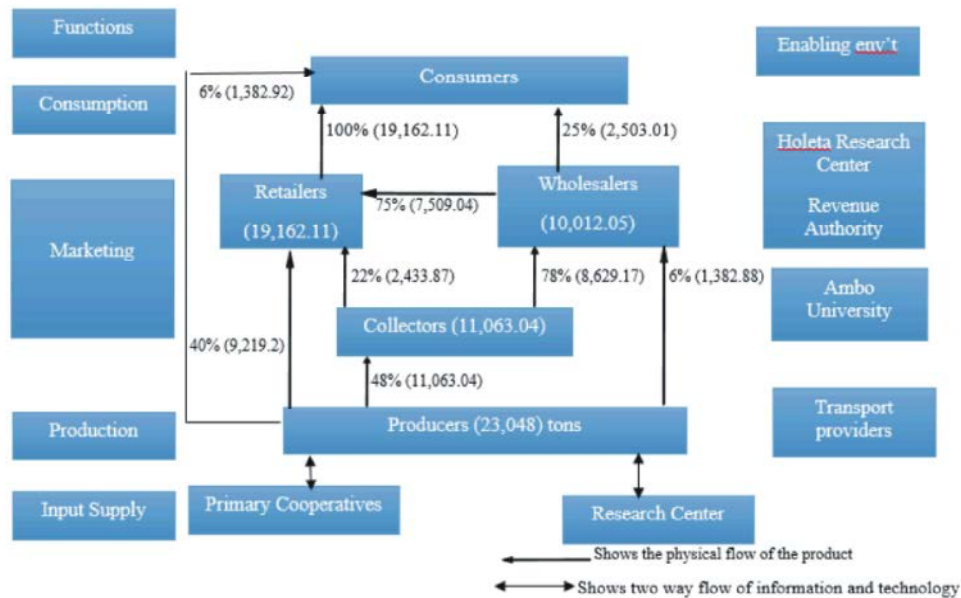 Functions
Enabling env't
Consumers
6% (1,382.92)
Consumption
100% (19,162.11)
25% (2,503.01)
Holeta Research
Center
Revenue
Authority
Retailers
(19,162.11)
Wholesalers
(10,012.05)
75% (7,509.04)
Marketing
22% (2,433.87)
78% (8,629.17)
6% (1,382.88)
Ambo
University
Collectors (11,063.04)
40% (9,219.2)
48% (11,063.04)
Transport
providers
Production
Producers (23,048) tons
Input Supply
Primary Cooperatives
Research Center
Shows the physical flow of the product
Shows two way flow of information and technology